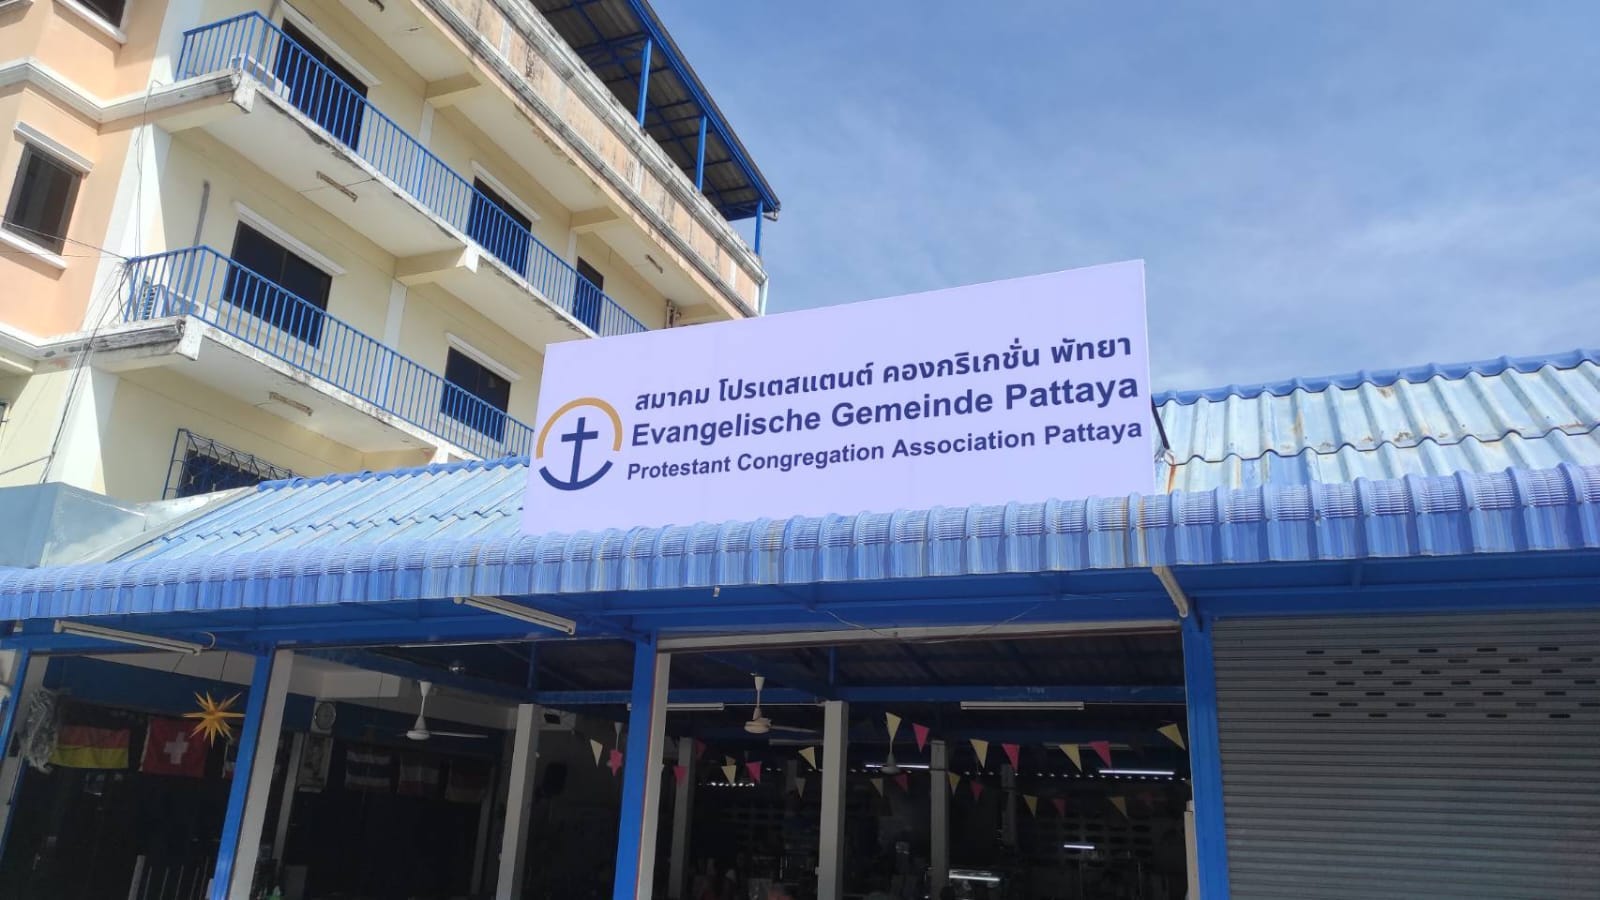 สมาคม โปรเตสแตนต์ คองกริเกชั่น พัทยา
Evangelische Gemeinde Pattaya
Protestant Congregation Association Pattaya